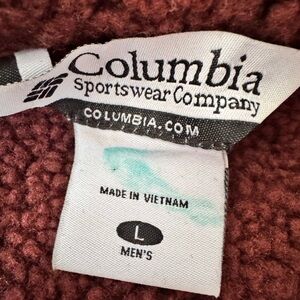 Columbia
Sportswear Company
COLUMBIA.COM
MADE IN VIETNAM
L
MEN'S